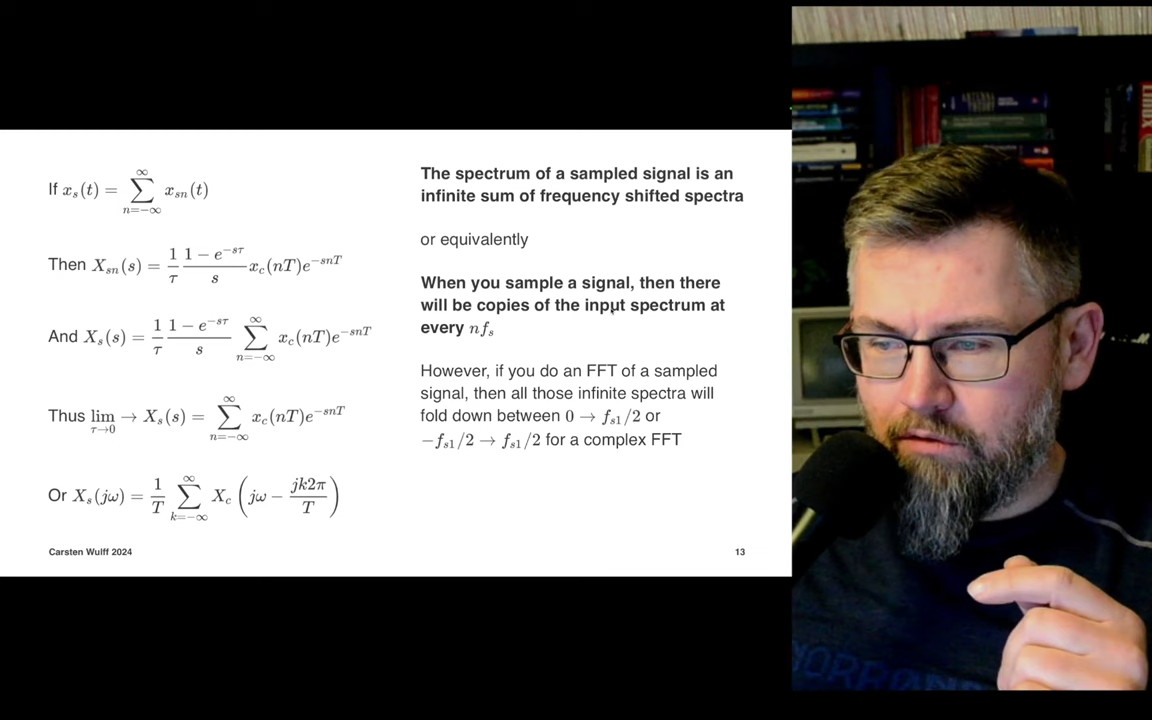 If $x_s(t) = \sum_{n=-\infty}^{\infty} x_{sn}(t)$
Then $X_{sn}(s) = \frac{1}{\tau} \frac{1 - e^{-s\tau}}{s} x_c(nT)e^{-snT}$
And $X_s(s) = \frac{1}{\tau} \frac{1 - e^{-s\tau}}{s} \sum_{n=-\infty}^{\infty} x_c(nT)e^{-snT}$
Thus $\lim_{\tau \to 0} \to X_s(s) = \sum_{n=-\infty}^{\infty} x_c(nT)e^{-snT}$
Or $X_s(j\omega) = \frac{1}{T} \sum_{k=-\infty}^{\infty} X_c \left( j\omega - \frac{jk2\pi}{T} \right)$
The spectrum of a sampled signal is an
infinite sum of frequency shifted spectra
or equivalently
When you sample a signal, then there
will be copies of the input spectrum at
every $nf_s$
However, if you do an FFT of a sampled
signal, then all those infinite spectra will
fold down between $0 \to f_{s1}/2$ or
$-f_{s1}/2 \to f_{s1}/2$ for a complex FFT
Carsten Wulff 2024
13